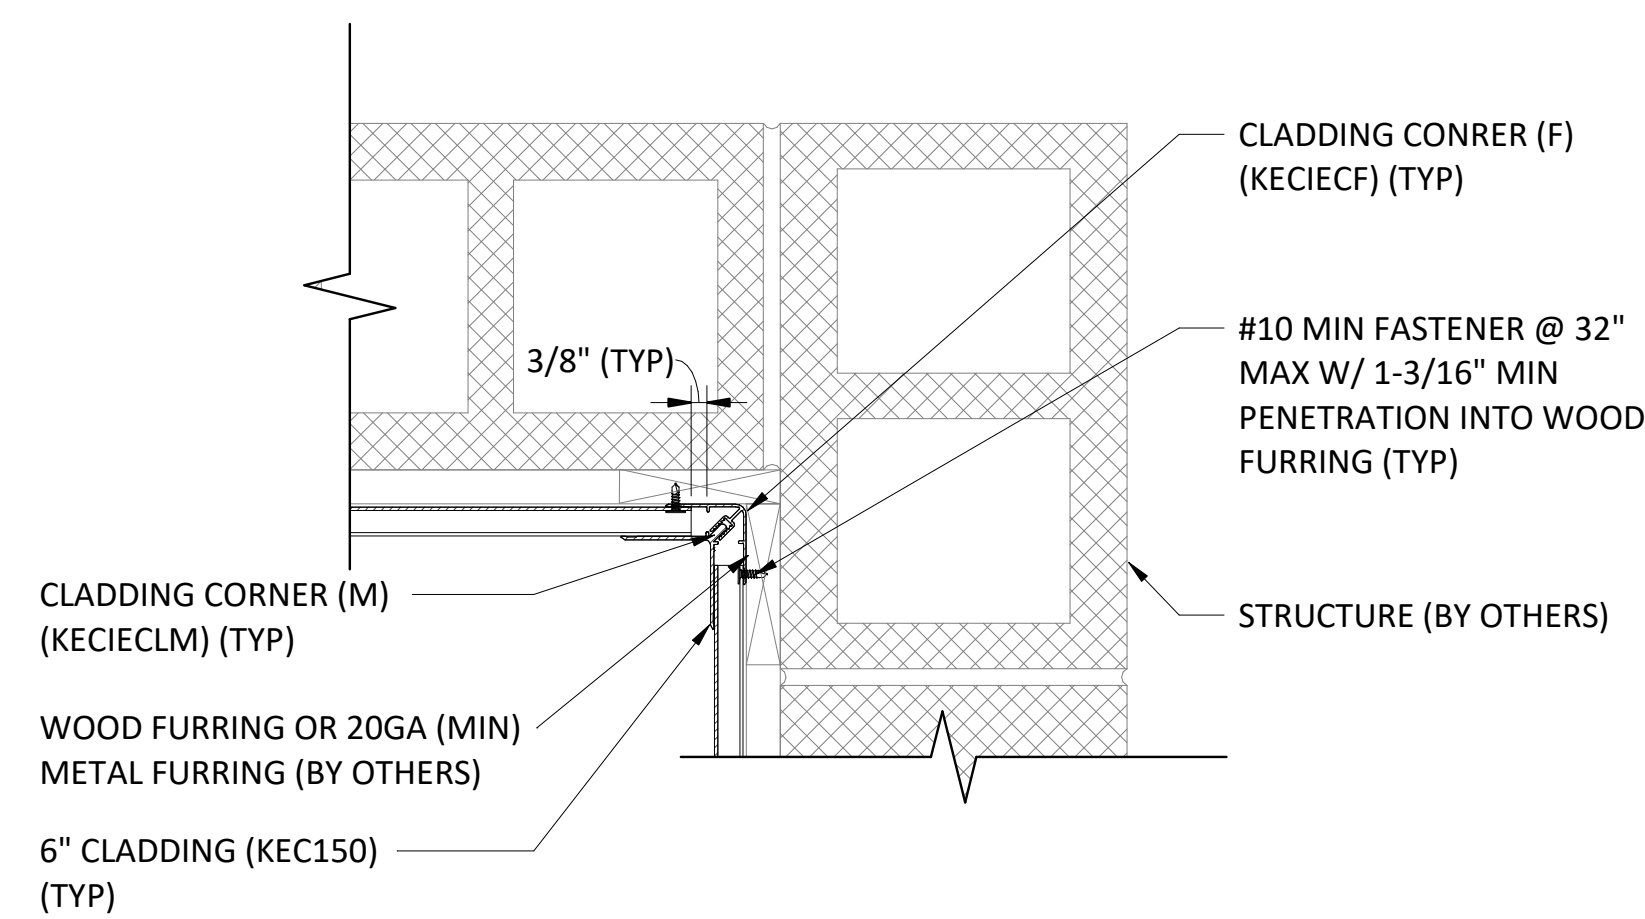 CLADDING CONRER (F)
(KECIECF) (TYP)
#10 MIN FASTENER @ 32"
MAX W/ 1-3/16" MIN
PENETRATION INTO WOOD
FURRING (TYP)
3/8" (TYP)
CLADDING CORNER (M)
(KECIECLM) (TYP)
STRUCTURE (BY OTHERS)
WOOD FURRING OR 20GA (MIN)
METAL FURRING (BY OTHERS)
6" CLADDING (KEC150)
(TYP)